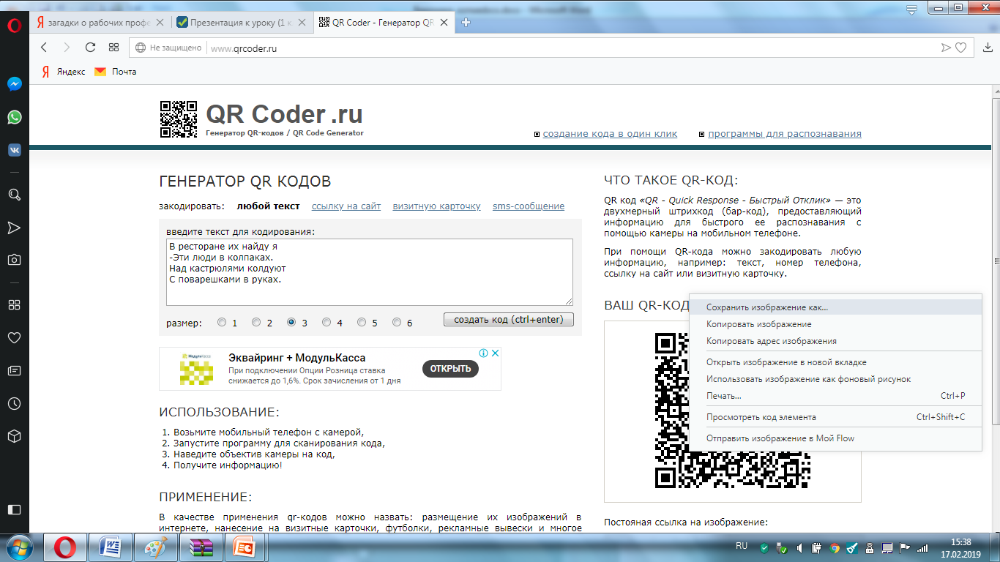 загадки о рабочих профе
Презентация к уроку (1 к
QR Coder - Генератор QR
Не защищено
www.qrcoder.ru
Яндекс
Почта
QR Coder .ru
Генератор QR-кодов / QR Code Generator
создание кода в один клик
программы для распознавания
ГЕНЕРАТОР QR КОДОВ
закодировать: любой текст ссылку на сайт визитную карточку sms-сообщение
введите текст для кодирования:
В ресторане их найду я
-Эти люди в колпаках.
Над кастрюлями колдуют
С поварешками в руках.
размер: 1 2 3 4 5 6
создать код (ctrl+enter)
Эквайринг + МодульКасса
При подключении Опции Розница ставка
снижается до 1,6%. Срок зачисления от 1 дня
ОТКРЫТЬ
ИСПОЛЬЗОВАНИЕ:
1. Возьмите мобильный телефон с камерой,
2. Запустите программу для сканирования кода,
3. Наведите объектив камеры на код,
4. Получите информацию!
ПРИМЕНЕНИЕ:
В качестве применения qr-кодов можно назвать: размещение их изображений в
интернете, нанесение на визитные карточки, футболки, рекламные вывески и многое
ЧТО ТАКОЕ QR-КОД:
QR код «QR - Quick Response - Быстрый Отклик» — это
двухмерный штрихкод (бар-код), предоставляющий
информацию для быстрого ее распознавания с
помощью камеры на мобильном телефоне.
При помощи QR-кода можно закодировать любую
информацию, например: текст, номер телефона,
ссылку на сайт или визитную карточку.
ВАШ QR-КОД
Сохранить изображение как...
Копировать изображение
Копировать адрес изображения
Открыть изображение в новой вкладке
Использовать изображение как фоновый рисунок
Печать... Ctrl+P
Просмотреть код элемента Ctrl+Shift+C
Отправить изображение в Мой Flow
Постояная ссылка на изображение:
RU
15:38
17.02.2019